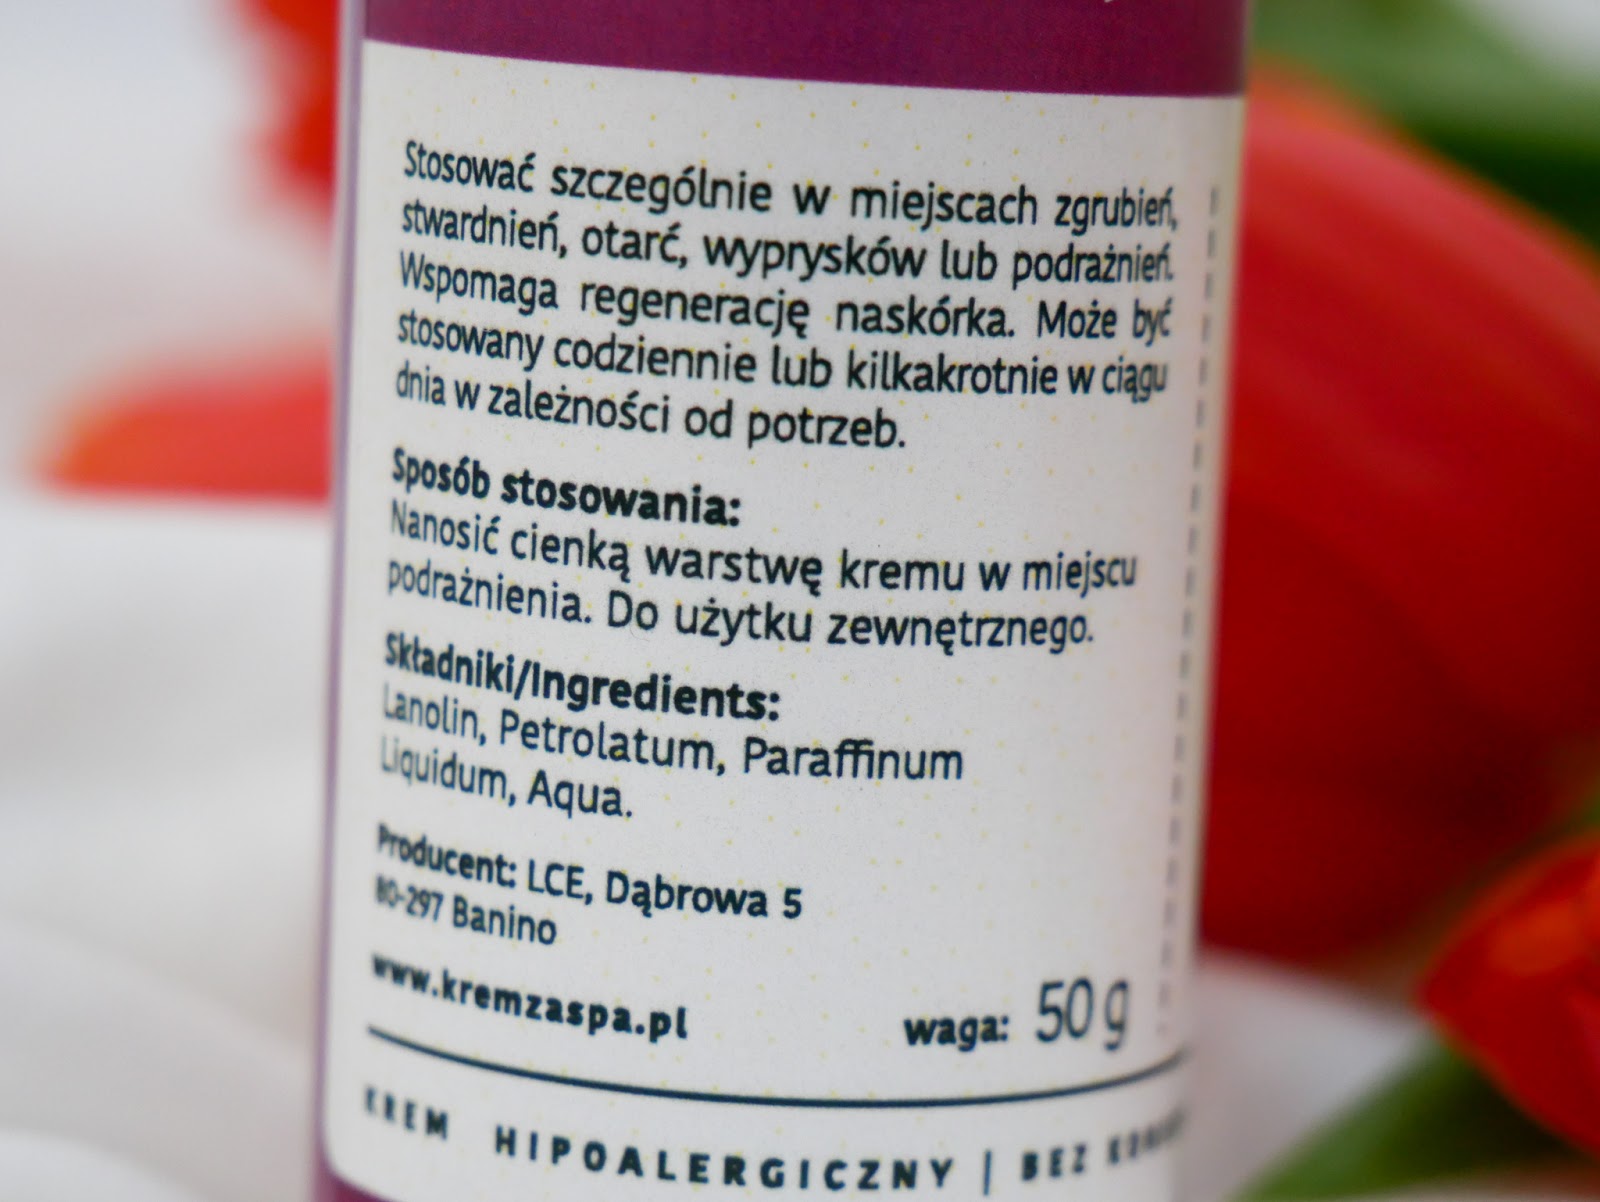 Stosować szczególnie w miejscach zgrubień,
stwardnień, otarć, wyprysków lub podrażnień.
Wspomaga regenerację naskórka. Może być
stosowany codziennie lub kilkakrotnie w ciągu
dnia w zależności od potrzeb.
Sposób stosowania:
Nanosić cienką warstwę kremu w miejscu
podrażnienia. Do użytku zewnętrznego.
Składniki/Ingredients:
Lanolin, Petrolatum, Paraffinum
Liquidum, Aqua.
Producent: LCE, Dąbrowa 5
80-297 Banino
www.kremzaspa.pl
waga: 50 g
KREM HIPOALERGICZNY | BEZ